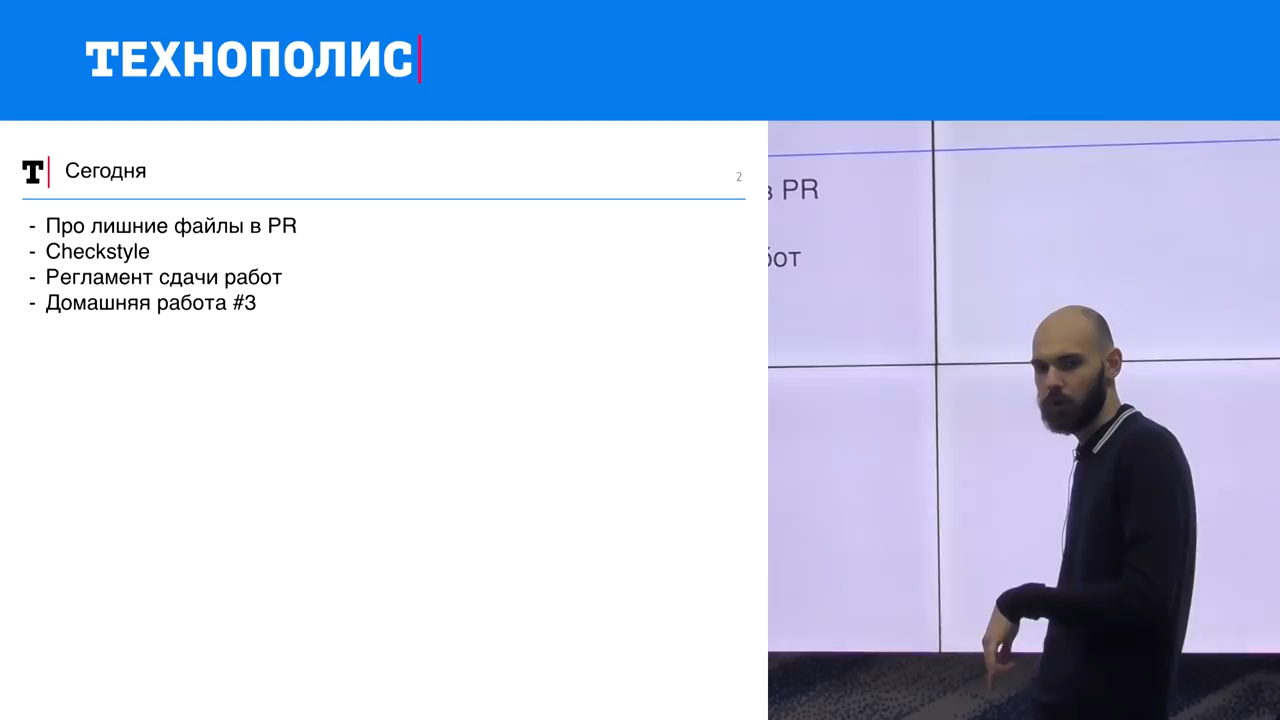 ТЕХНОПОЛИС
Т Сегодня
2
- Про лишние файлы в PR
- Checkstyle
- Регламент сдачи работ
- Домашняя работа #3
в PR
бот